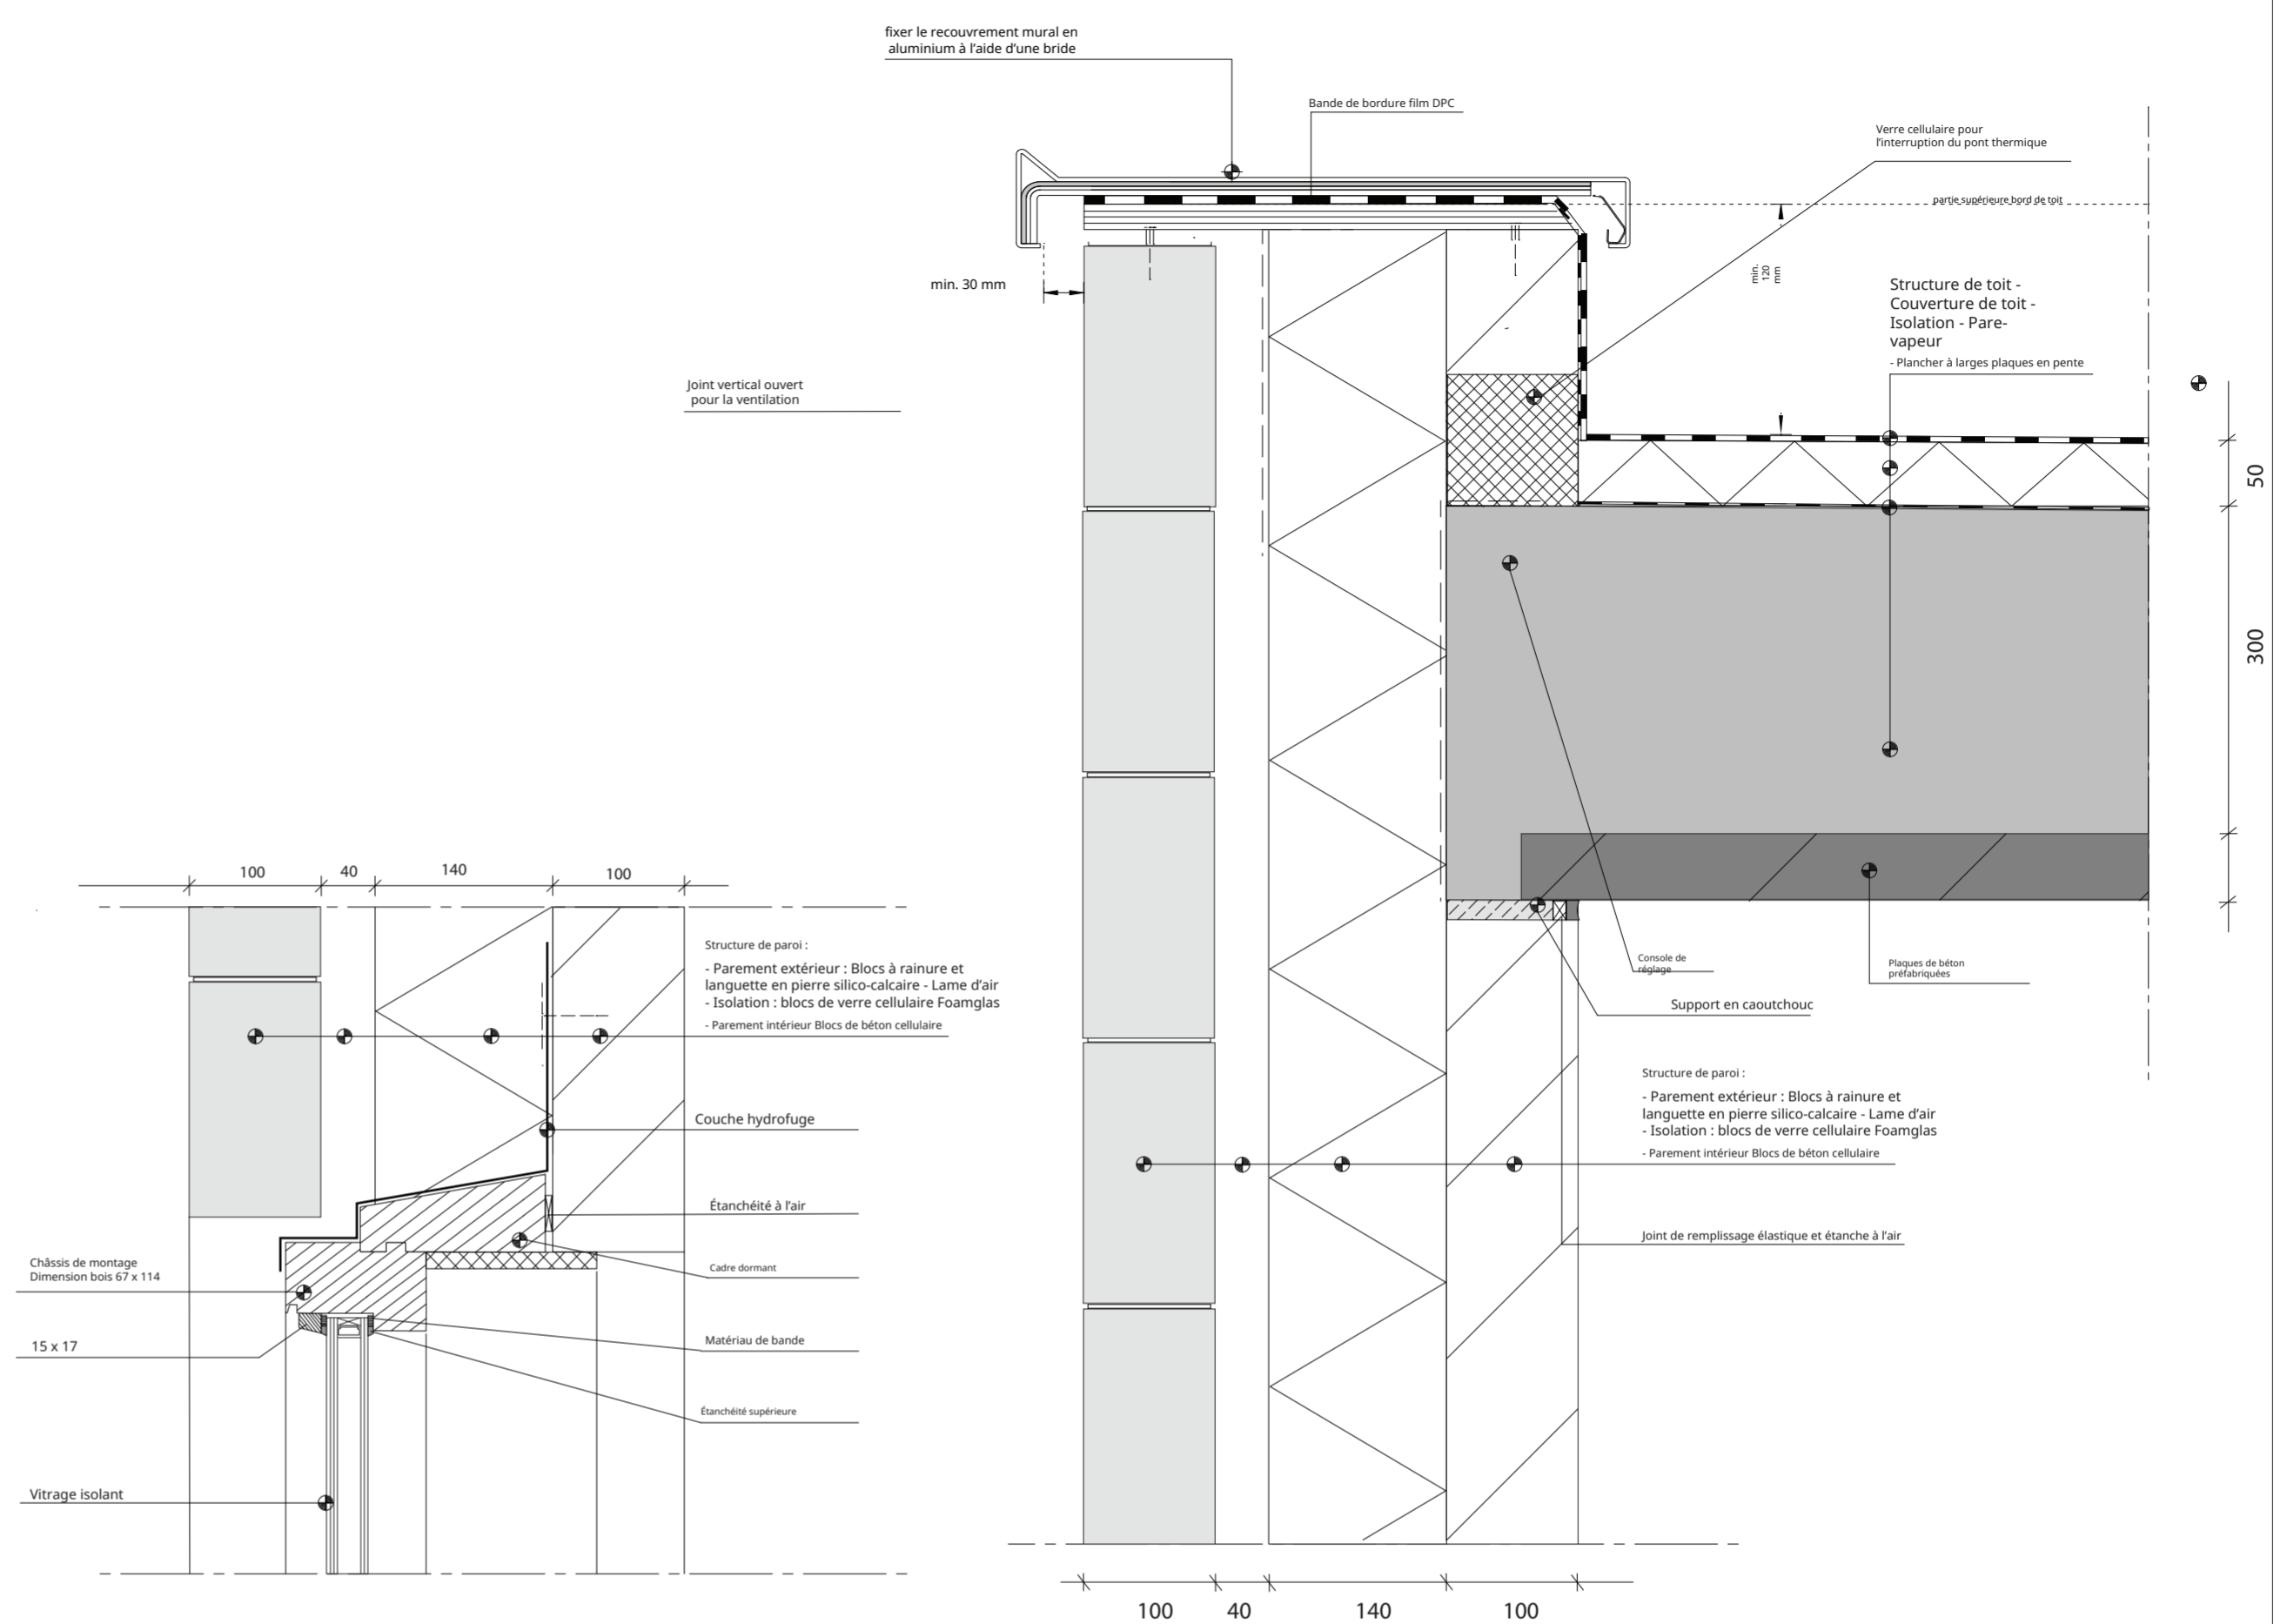 fixer le recouvrement mural en
aluminium à l'aide d'une bride
Bande de bordure film DPC
Verre cellulaire pour
l'interruption du pont thermique
partie supérieure bord de toit
min. 30 mm
min.
120
mm
Structure de toit -
Couverture de toit -
Isolation - Pare-
vapeur
- Plancher à larges plaques en pente
Joint vertical ouvert
pour la ventilation
50
300
100
40
140
100
Structure de paroi :
- Parement extérieur : Blocs à rainure et
languette en pierre silico-calcaire - Lame d'air
- Isolation : blocs de verre cellulaire Foamglas
- Parement intérieur Blocs de béton cellulaire
Couche hydrofuge
Étanchéité à l'air
Cadre dormant
Châssis de montage
Dimension bois 67 x 114
15 x 17
Matériau de bande
Étanchéité supérieure
Vitrage isolant
Console de
réglage
Plaques de béton
préfabriquées
Support en caoutchouc
Structure de paroi :
- Parement extérieur : Blocs à rainure et
languette en pierre silico-calcaire - Lame d'air
- Isolation : blocs de verre cellulaire Foamglas
- Parement intérieur Blocs de béton cellulaire
Joint de remplissage élastique et étanche à l'air
100
40
140
100